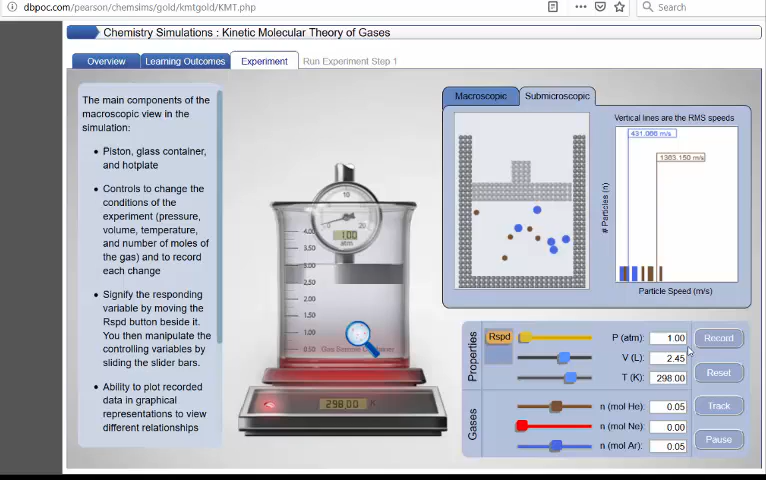 dbpoc.com/pearson/chemsims/gold/kmtgold/KMT.php
Search
Chemistry Simulations : Kinetic Molecular Theory of Gases
Overview
Learning Outcomes
Experiment
Run Experiment Step 1
The main components of the
macroscopic view in the
simulation:
Piston, glass container,
and hotplate
Controls to change the
conditions of the
experiment (pressure,
volume, temperature,
and number of moles of
the gas) and to record
each change
Signify the responding
variable by moving the
Rspd button beside it.
You then manipulate the
controlling variables by
sliding the slider bars.
Ability to plot recorded
data in graphical
representations to view
different relationships
10
0
20
1.00
atm
4.00
3.00
2.50
2.00
1.50
1.00
0.50
298.00 K
Macroscopic
Submicroscopic
Vertical lines are the RMS speeds
1363.150 m/s
# Particles (n)
Particle Speed (m/s)
Properties
Rspd
P (atm) 1.00
V (L) 2.45
T (K) 298.00
Record
Reset
Gases
n (mol He) 0.05
n (mol Ne) 0.00
n (mol Ar) 0.05
Track
Pause